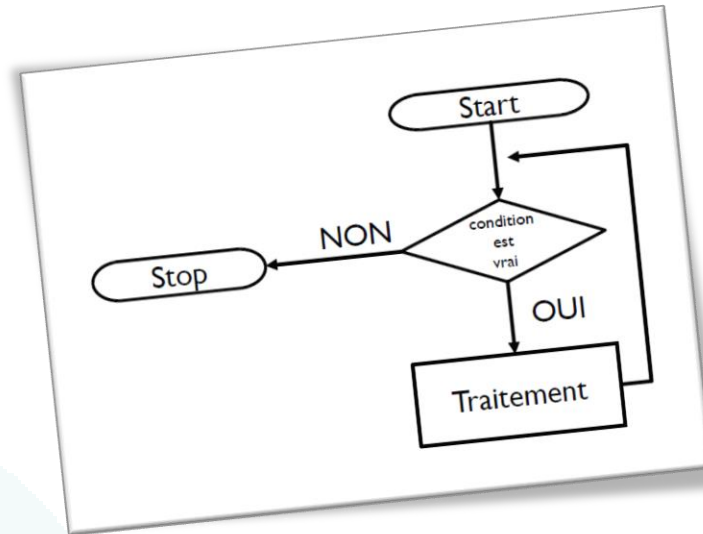 Start
condition
est
vrai
NON
Stop
OUI
Traitement